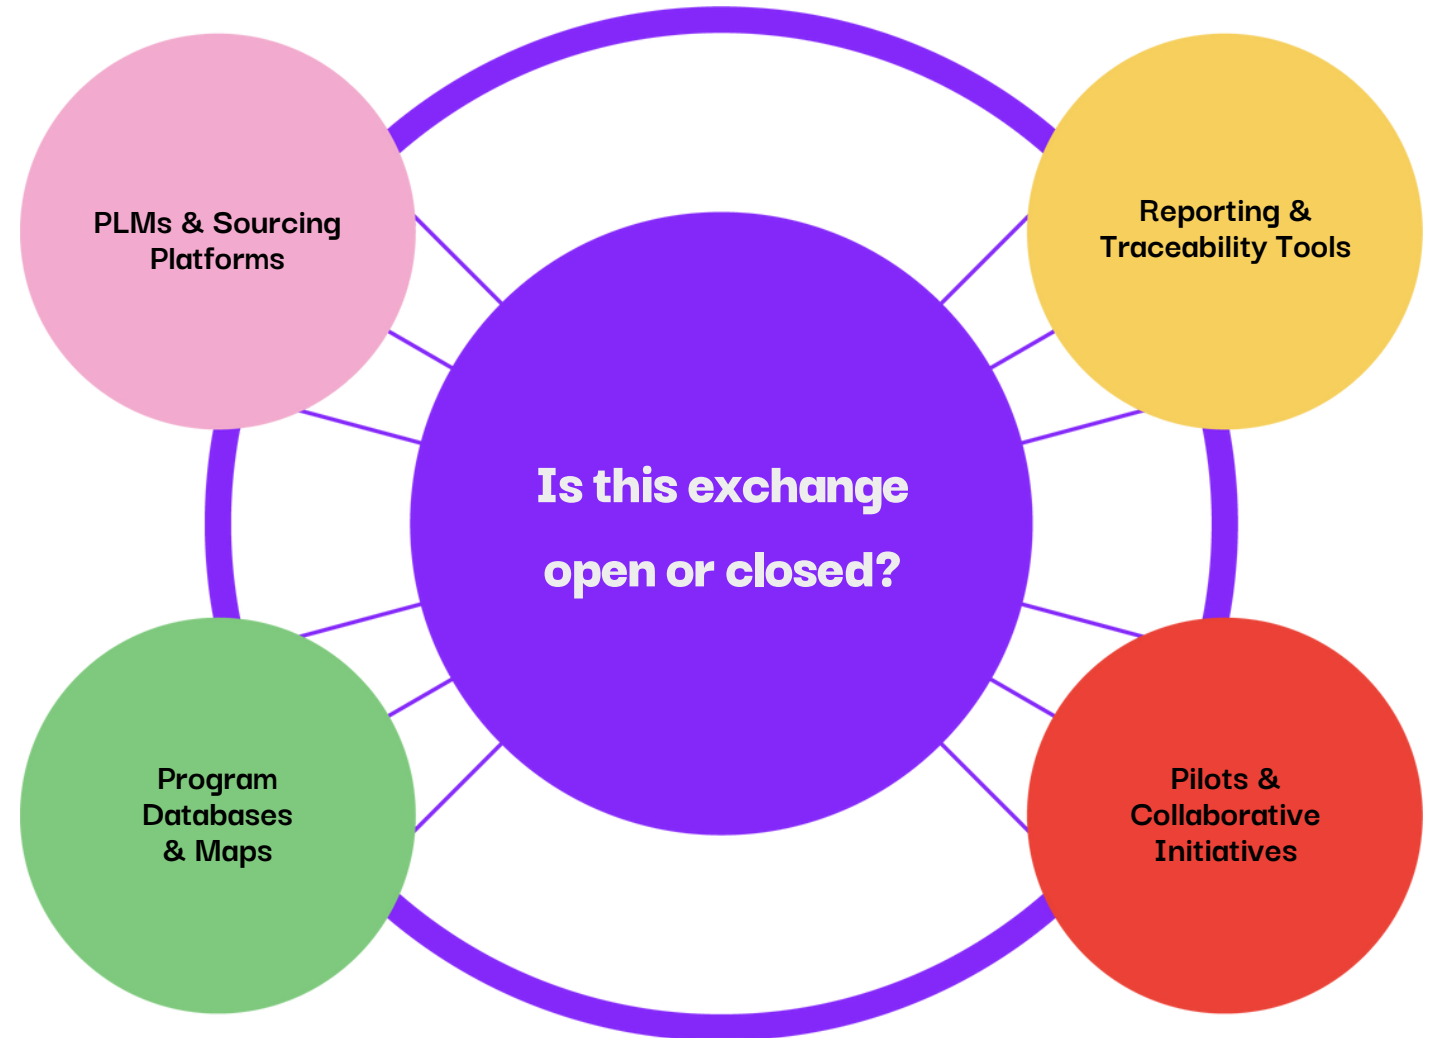 PLMs & Sourcing
Platforms
Reporting &
Traceability Tools
Is this exchange
open or closed?
Program
Databases
& Maps
Pilots &
Collaborative
Initiatives